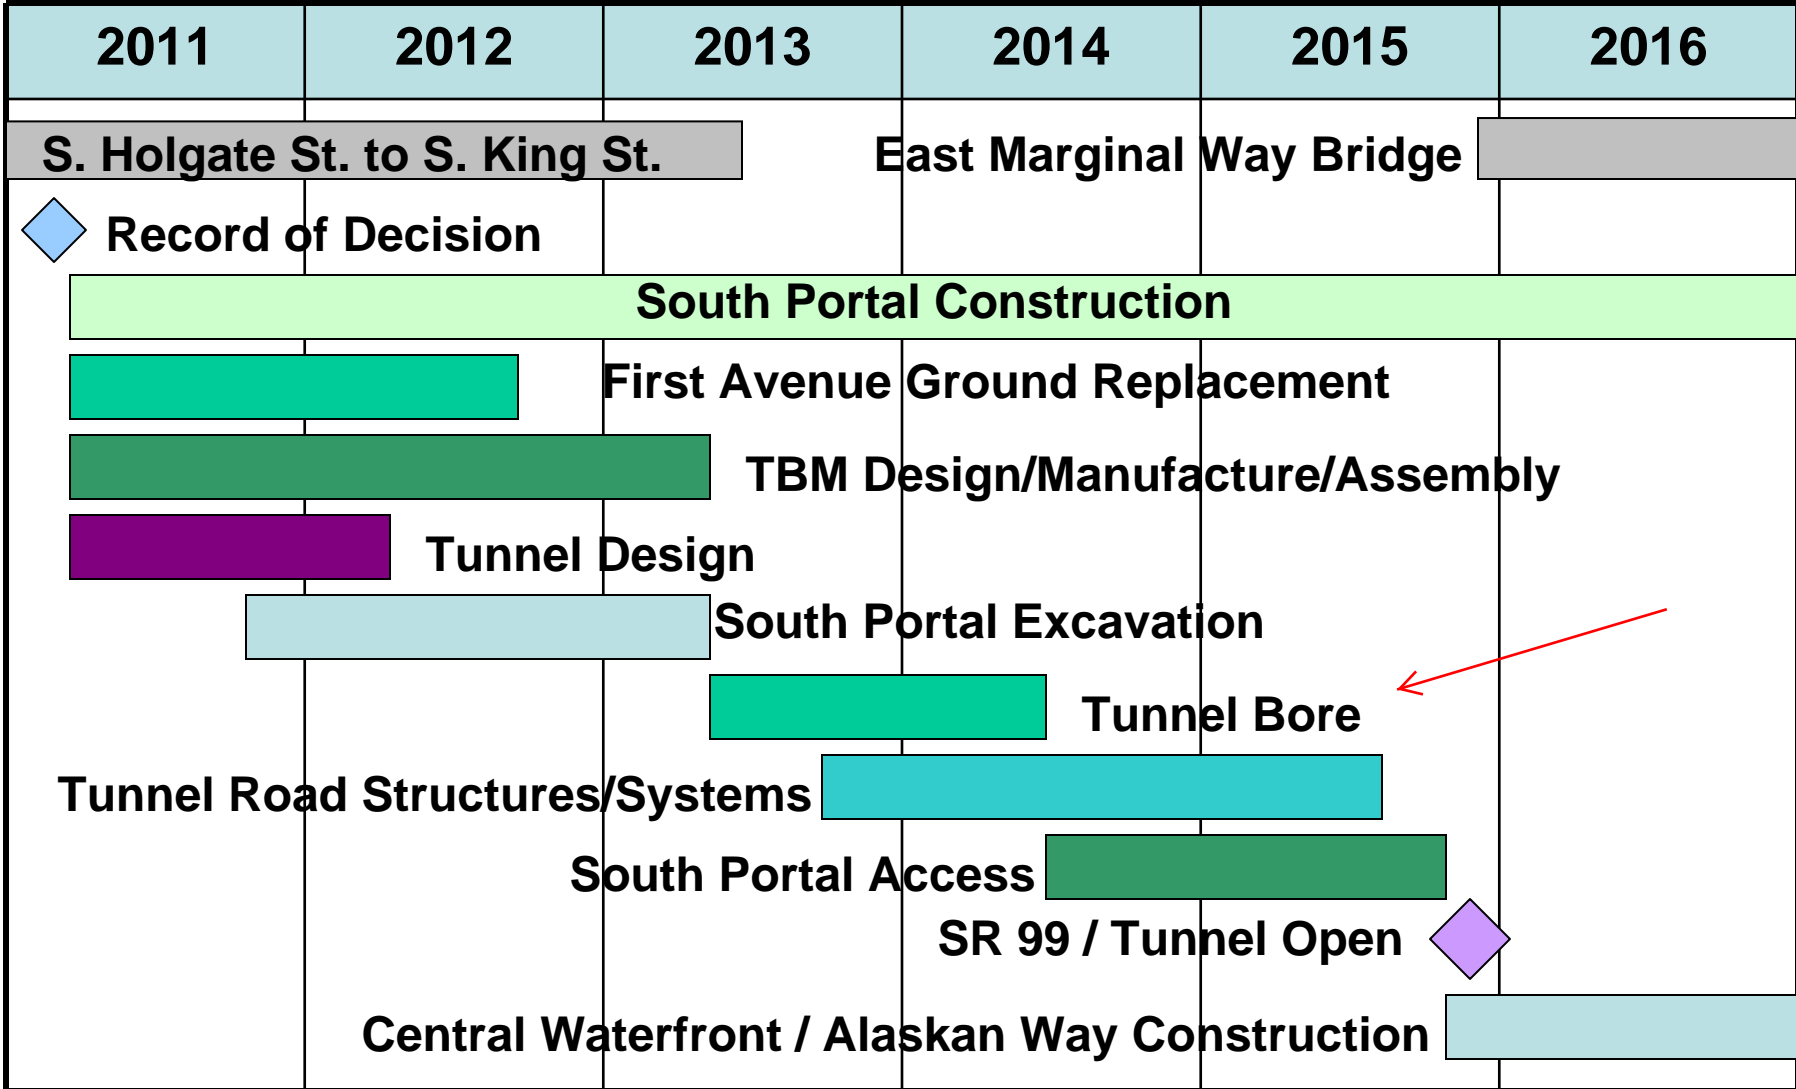 2011 2012 2013 2014 2015 2016
S. Holgate St. to S. King St. East Marginal Way Bridge
Record of Decision
South Portal Construction
First Avenue Ground Replacement
TBM Design/Manufacture/Assembly
Tunnel Design
South Portal Excavation
Tunnel Bore
Tunnel Road Structures/Systems
South Portal Access
SR 99 / Tunnel Open
Central Waterfront / Alaskan Way Construction